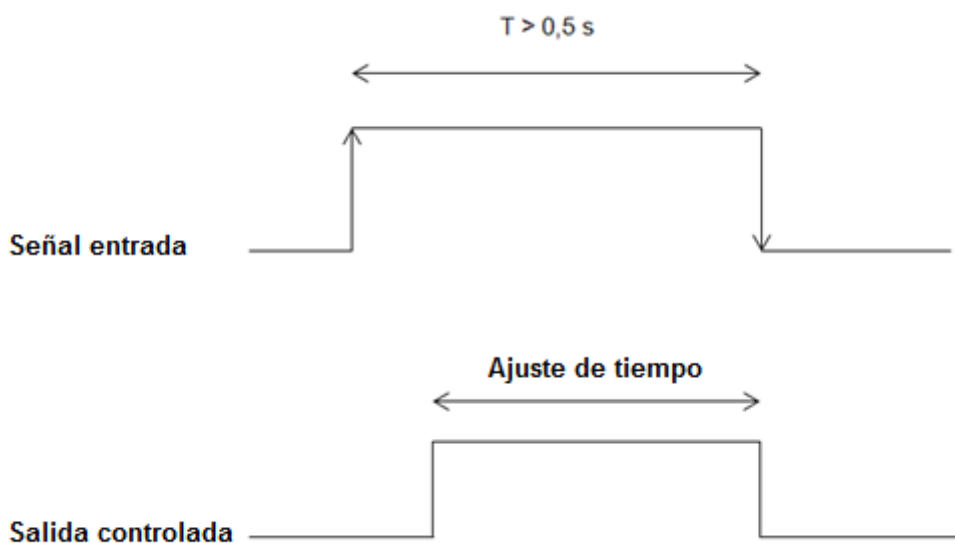 T > 0,5 s
Señal entrada
Ajuste de tiempo
Salida controlada